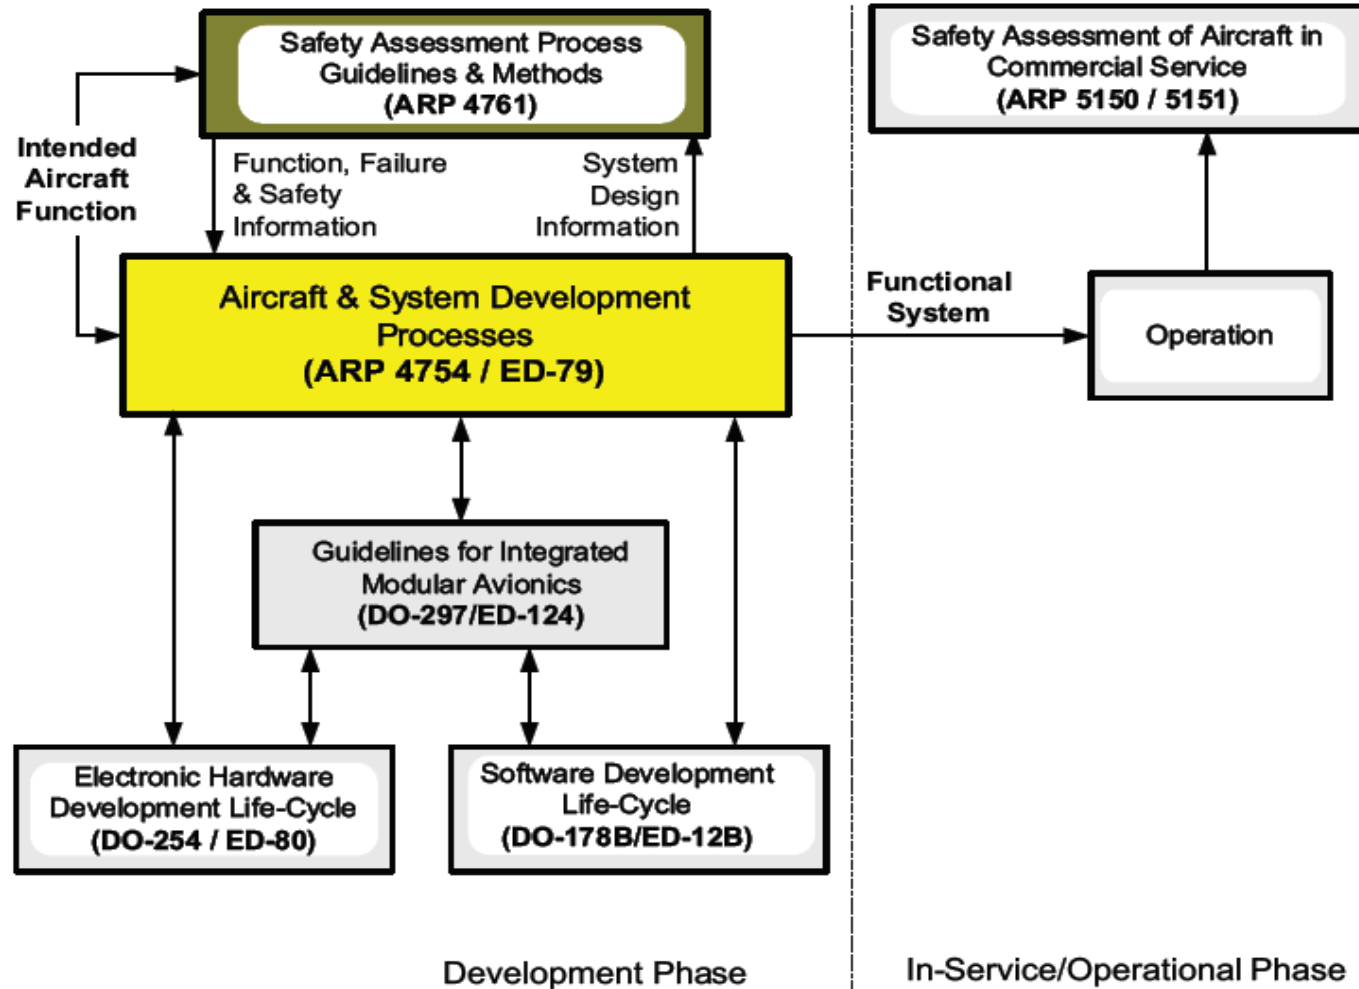 Safety Assessment Process
Guidelines & Methods
(ARP 4761)
Safety Assessment of Aircraft in
Commercial Service
(ARP 5150 / 5151)
Intended
Aircraft
Function
Function, Failure
& Safety
Information
System
Design
Information
Aircraft & System Development
Processes
(ARP 4754 / ED-79)
Functional
System
Operation
Guidelines for Integrated
Modular Avionics
(DO-297/ED-124)
Electronic Hardware
Development Life-Cycle
(DO-254 / ED-80)
Software Development
Life-Cycle
(DO-178B/ED-12B)
Development Phase
In-Service/Operational Phase